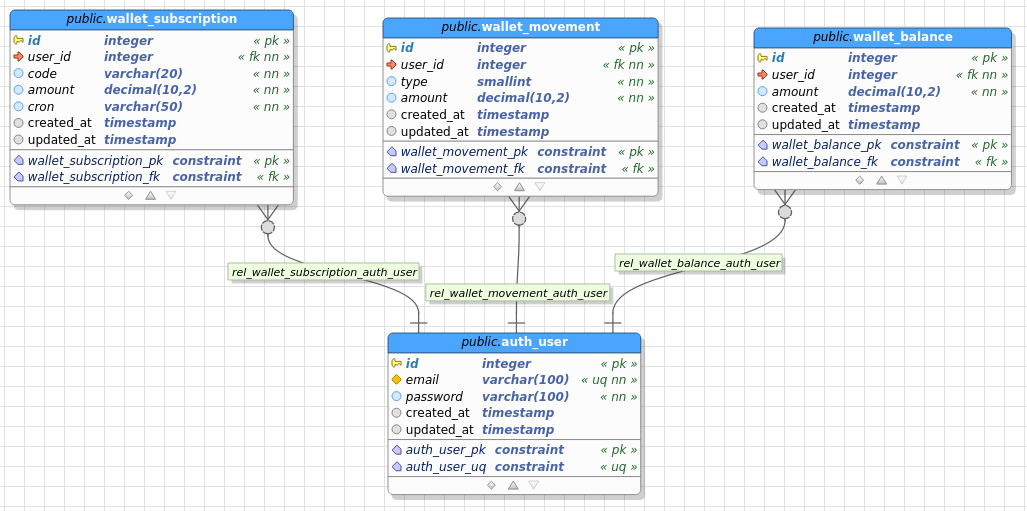 public.wallet_subscription
id integer « pk »
user_id integer « fk nn »
code varchar(20) « nn »
amount decimal(10,2) « nn »
cron varchar(50) « nn »
created_at timestamp
updated_at timestamp
wallet_subscription_pk constraint « pk »
wallet_subscription_fk constraint « fk »
public.wallet_movement
id integer « pk »
user_id integer « fk nn »
type smallint « nn »
amount decimal(10,2) « nn »
created_at timestamp
updated_at timestamp
wallet_movement_pk constraint « pk »
wallet_movement_fk constraint « fk »
public.wallet_balance
id integer « pk »
user_id integer « fk nn »
amount decimal(10,2) « nn »
created_at timestamp
updated_at timestamp
wallet_balance_pk constraint « pk »
wallet_balance_fk constraint « fk »
rel_wallet_subscription_auth_user
rel_wallet_movement_auth_user
rel_wallet_balance_auth_user
public.auth_user
id integer « pk »
email varchar(100) « uq nn »
password varchar(100) « nn »
created_at timestamp
updated_at timestamp
auth_user_pk constraint « pk »
auth_user_uq constraint « uq »